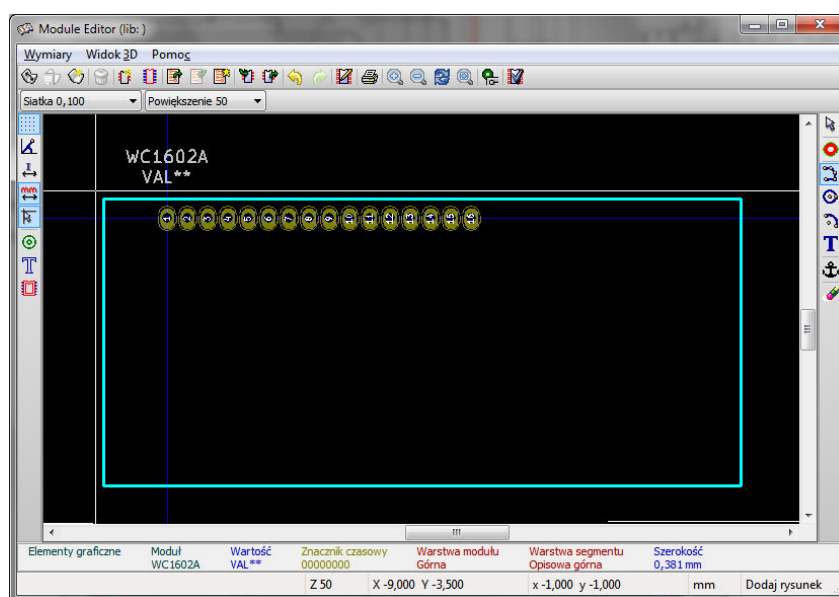 Module Editor (lib: )
Wymiary Widok 3D Pomoc
Siatka 0,100 Powiększenie 50
WC1602A
VAL**
1 2 3 4 5 6 7 8 9 10 11 12 13 14 15 16
Elementy graficzne Moduł Wartość Znacznik czasowy Warstwa modułu Warstwa segmentu Szerokość
WC1602A VAL** 00000000 Górna Opisowa górna 0,381 mm
Z 50 X -9,000 Y -3,500 x -1,000 y -1,000 mm Dodaj rysunek